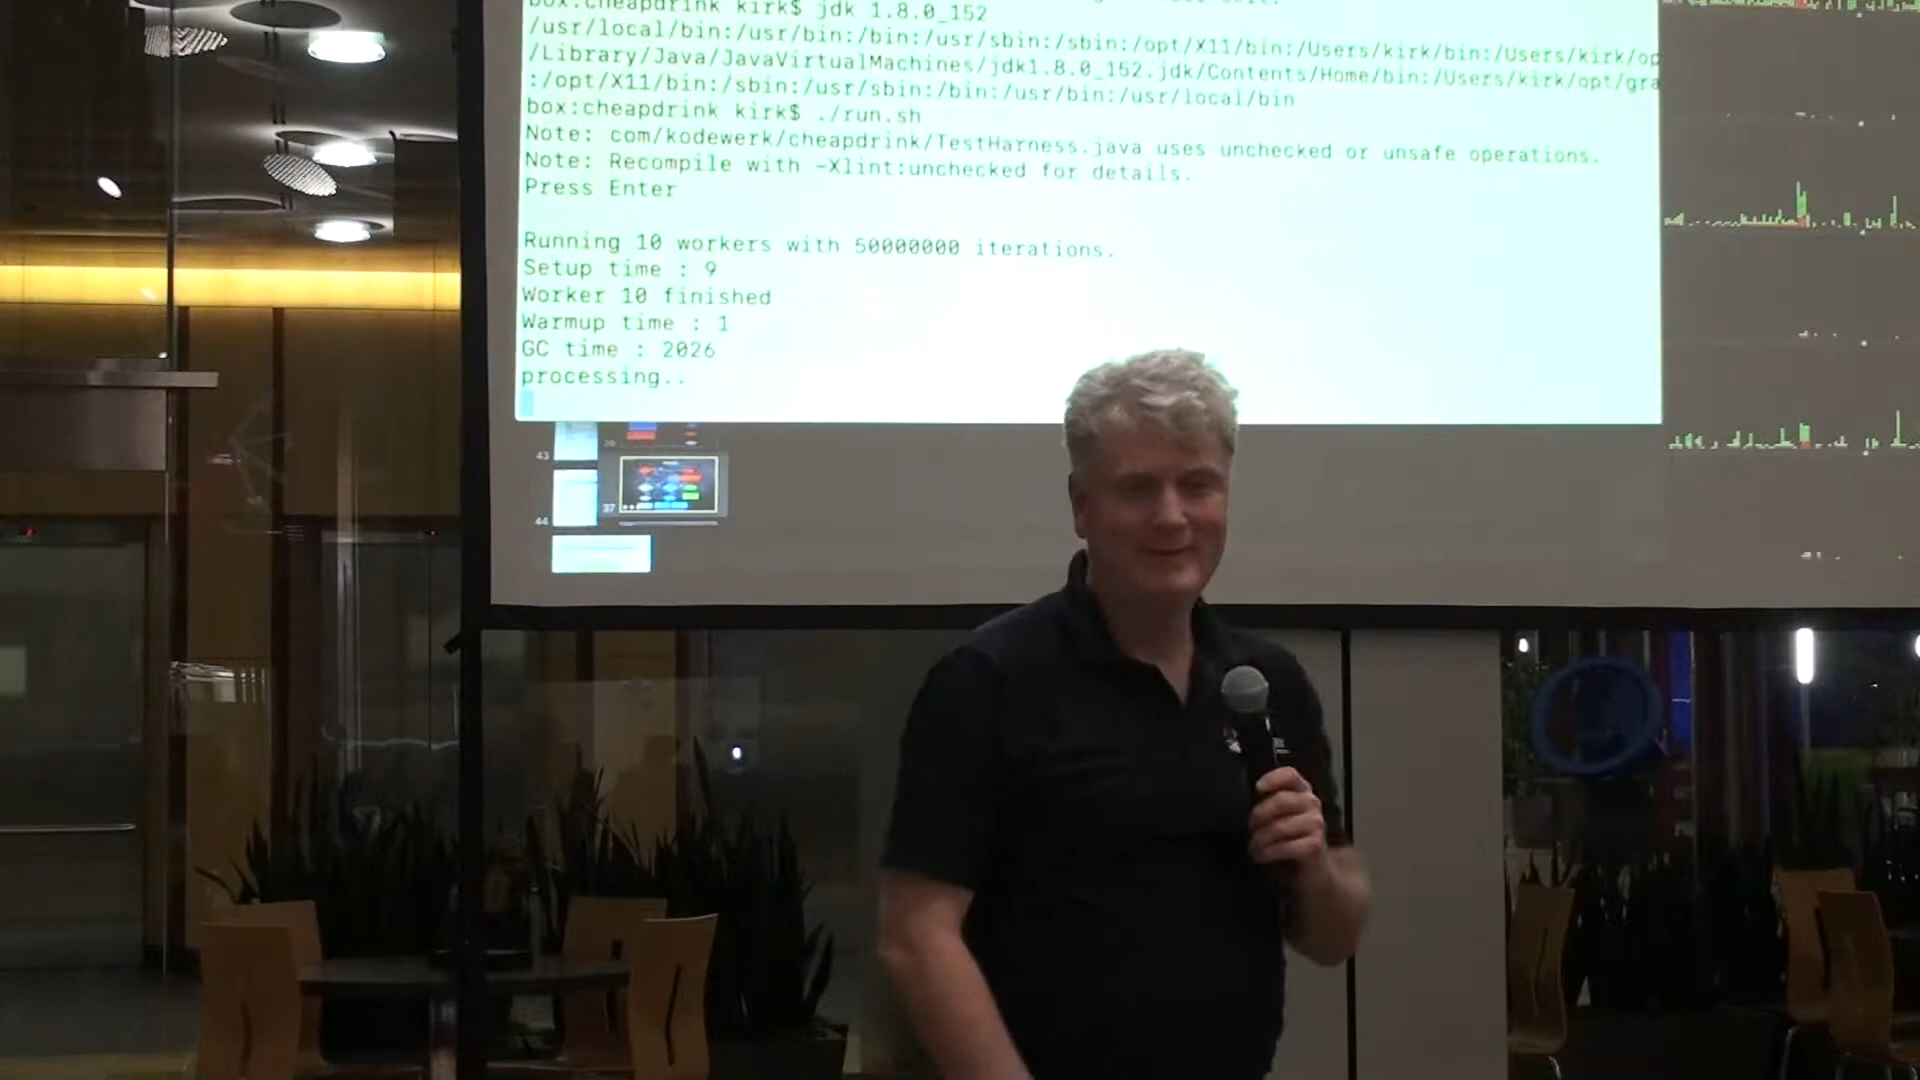 box:cheapdrink kirk$ jdk 1.8.0_152
/usr/local/bin:/usr/bin:/bin:/usr/sbin:/sbin:/opt/X11/bin:/Users/kirk/bin:/Users/kirk/op
/Library/Java/JavaVirtualMachines/jdk1.8.0_152.jdk/Contents/Home/bin:/Users/kirk/opt/gra
:/opt/X11/bin:/sbin:/usr/sbin:/bin:/usr/bin:/usr/local/bin
box:cheapdrink kirk$ ./run.sh
Note: com/kodewerk/cheapdrink/TestHarness.java uses unchecked or unsafe operations.
Note: Recompile with -Xlint:unchecked for details.
Press Enter
Running 10 workers with 50000000 iterations.
Setup time : 9
Worker 10 finished
Warmup time : 1
GC time : 2026
processing..
43
37
44